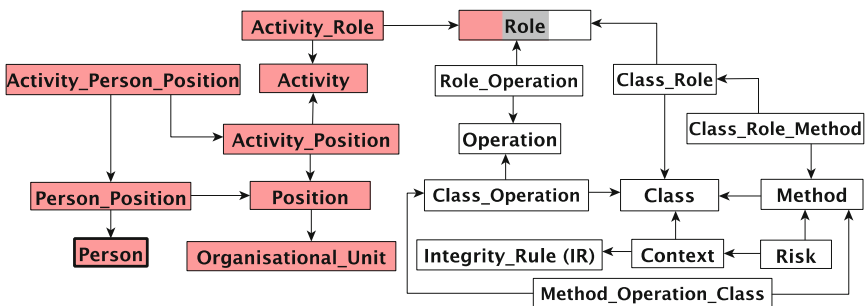 Activity_Role
Role
Activity_Person_Position
Activity
Role_Operation
Class_Role
Activity_Position
Operation
Class_Role_Method
Person_Position
Position
Class_Operation
Class
Method
Person
Organisational_Unit
Integrity_Rule (IR)
Context
Risk
Method_Operation_Class